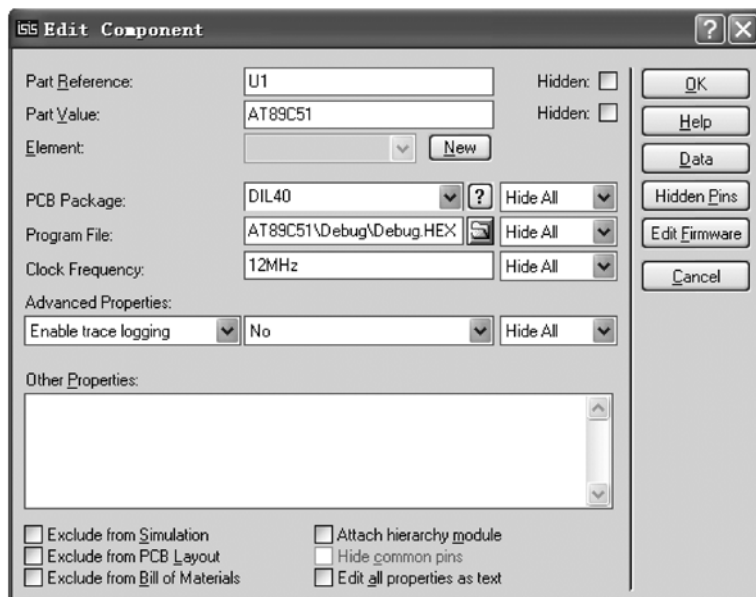 isis Edit Component
Part Reference: U1 Hidden: OK
Part Value: AT89C51 Hidden: Help
Element: New Data
PCB Package: DIL40 ? Hide All Hidden Pins
Program File: AT89C51\Debug\Debug.HEX Hide All Edit Firmware
Clock Frequency: 12MHz Hide All Cancel
Advanced Properties:
Enable trace logging No Hide All
Other Properties:
Exclude from Simulation Attach hierarchy module
Exclude from PCB Layout Hide common pins
Exclude from Bill of Materials Edit all properties as text